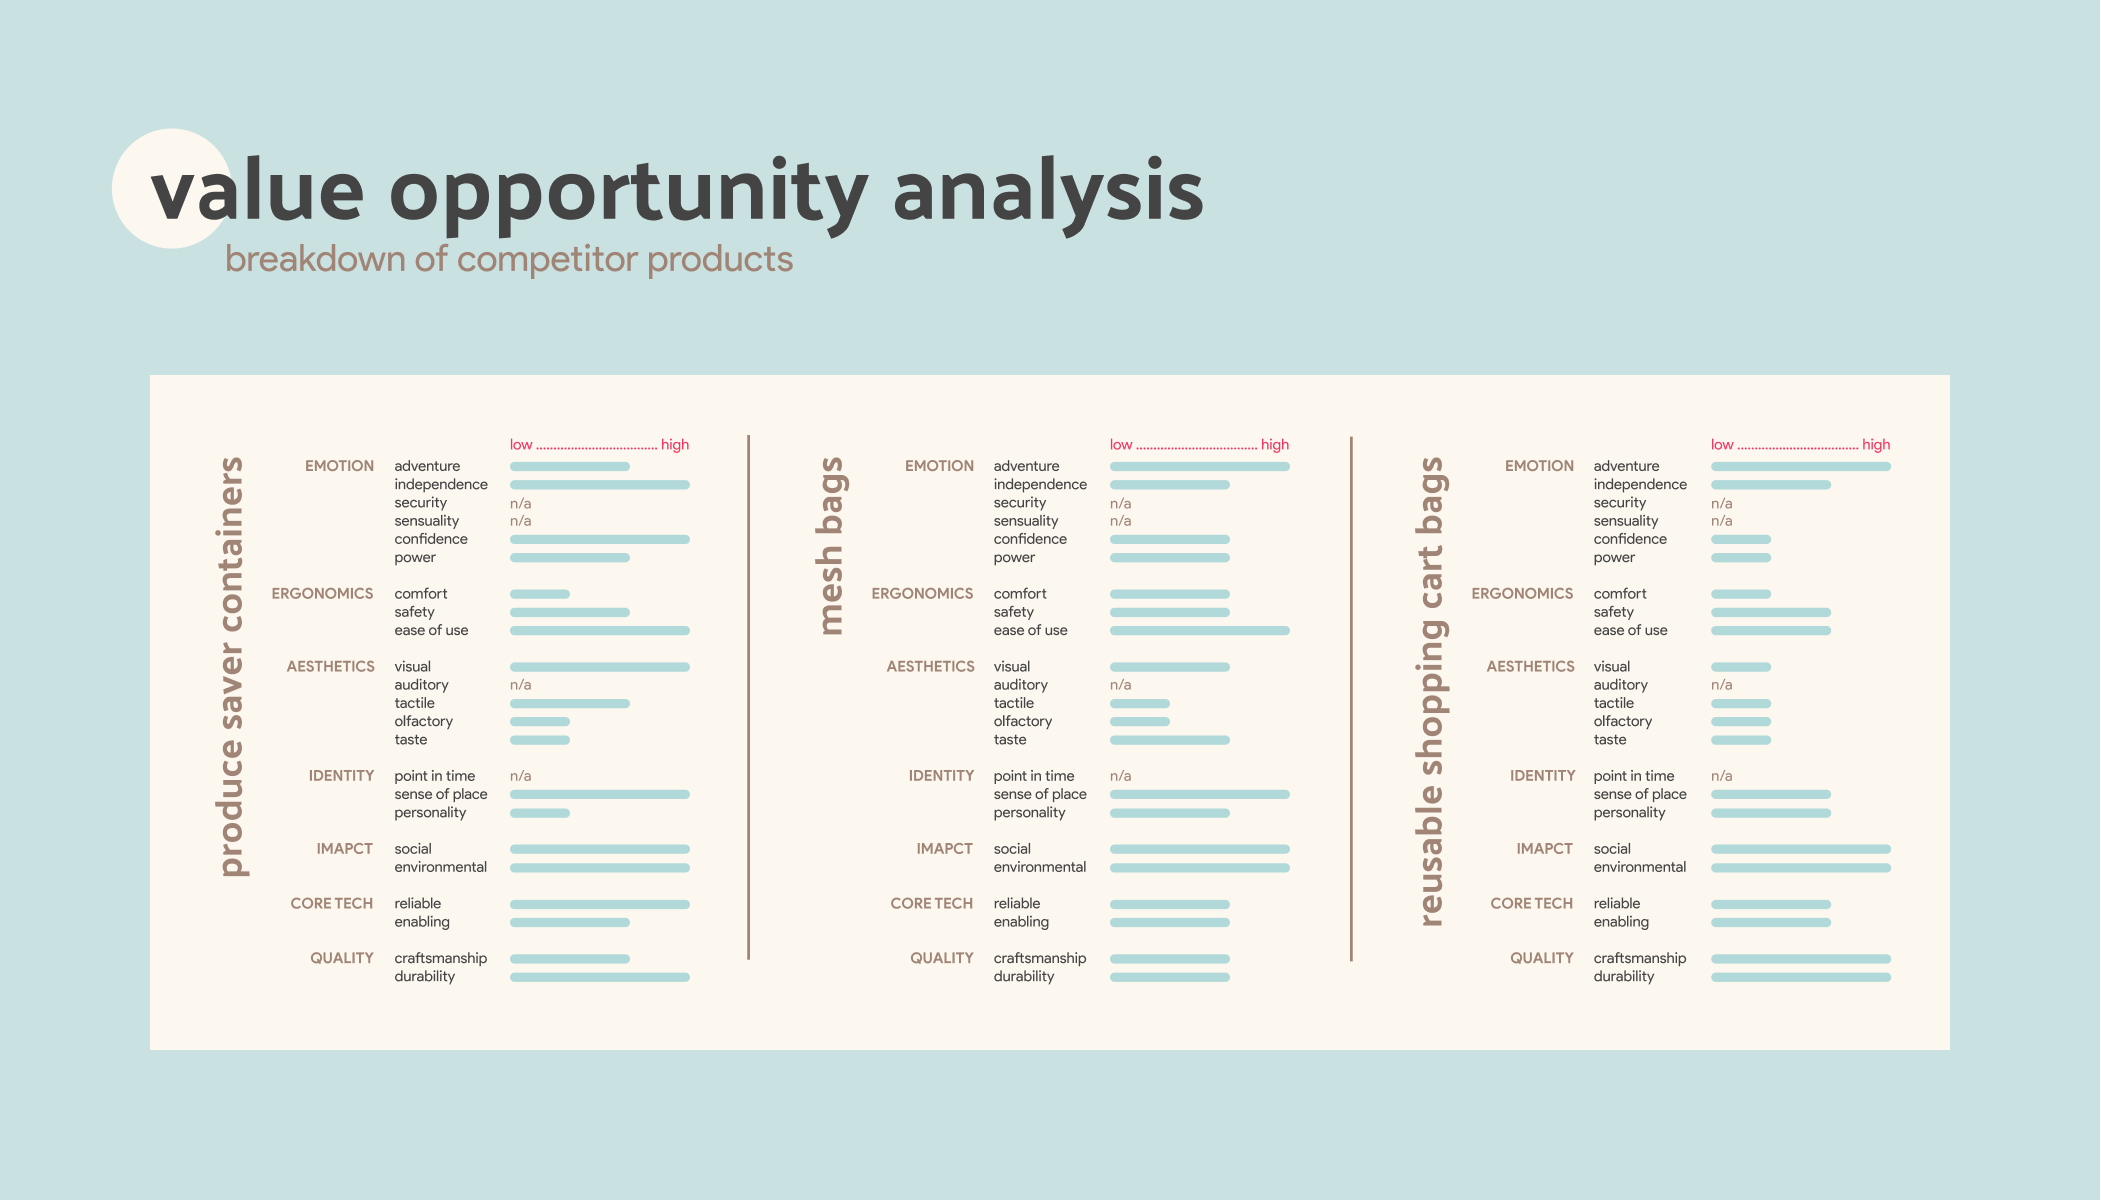 value opportunity analysis
breakdown of competitor products
produce saver containers
low .................................. high
EMOTION adventure
independence
security n/a
sensuality n/a
confidence
power
ERGONOMICS comfort
safety
ease of use
AESTHETICS visual
auditory n/a
tactile
olfactory
taste
IDENTITY point in time n/a
sense of place
personality
IMAPCT social
environmental
CORE TECH reliable
enabling
QUALITY craftsmanship
durability
mesh bags
low .................................. high
EMOTION adventure
independence
security n/a
sensuality n/a
confidence
power
ERGONOMICS comfort
safety
ease of use
AESTHETICS visual
auditory n/a
tactile
olfactory
taste
IDENTITY point in time n/a
sense of place
personality
IMAPCT social
environmental
CORE TECH reliable
enabling
QUALITY craftsmanship
durability
reusable shopping cart bags
low .................................. high
EMOTION adventure
independence
security n/a
sensuality n/a
confidence
power
ERGONOMICS comfort
safety
ease of use
AESTHETICS visual
auditory n/a
tactile
olfactory
taste
IDENTITY point in time n/a
sense of place
personality
IMAPCT social
environmental
CORE TECH reliable
enabling
QUALITY craftsmanship
durability